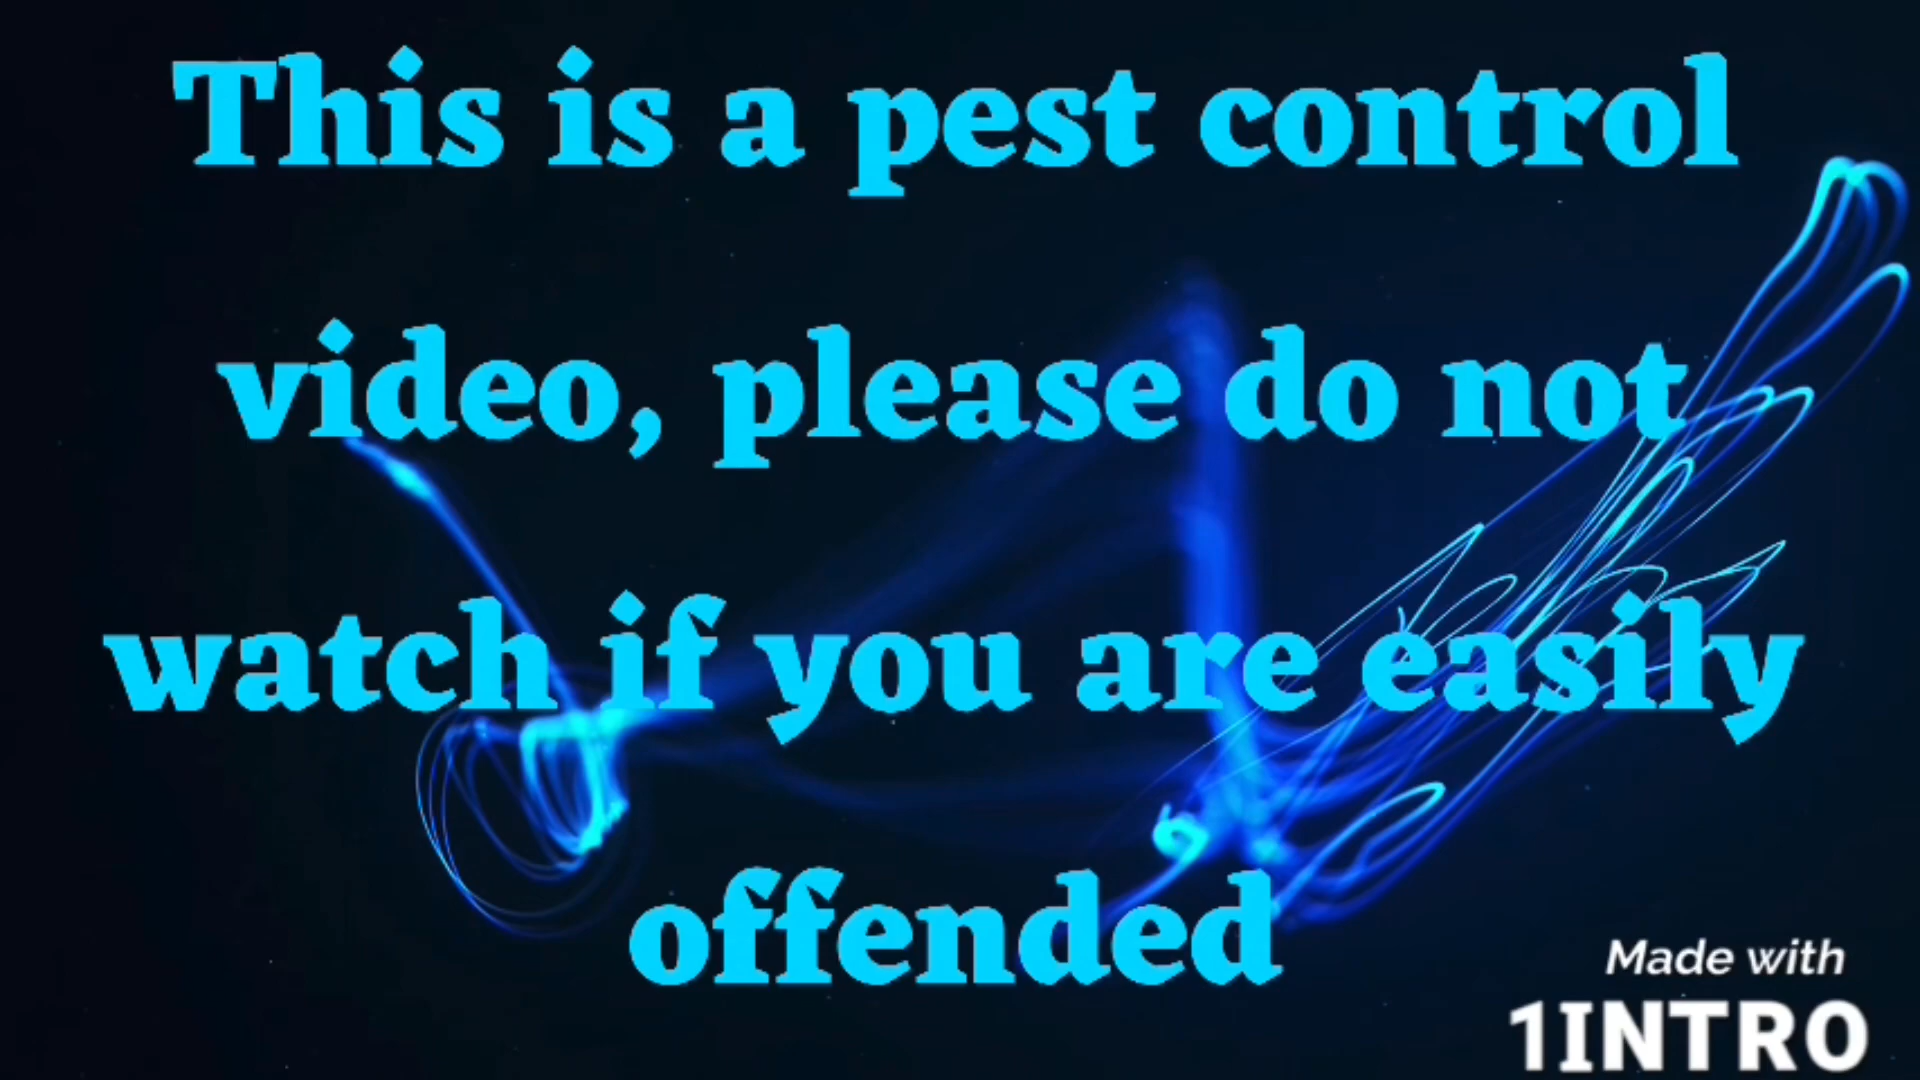 This is a pest control
video, please do not
watch if you are easily
offended
Made with
1INTRO